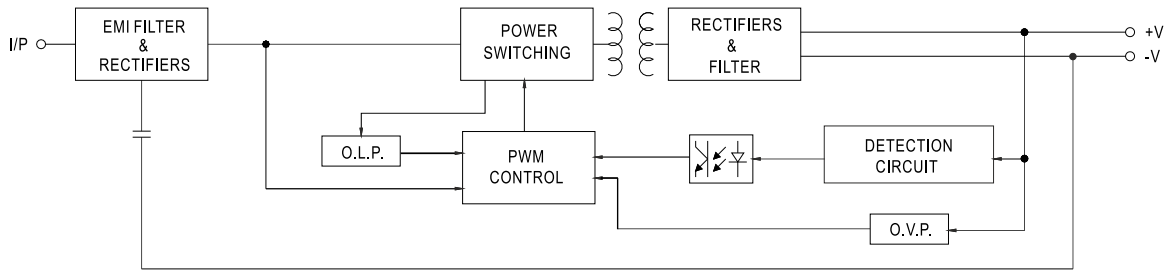 I/P
EMI FILTER
&
RECTIFIERS
POWER
SWITCHING
RECTIFIERS
&
FILTER
+V
-V
O.L.P.
PWM
CONTROL
DETECTION
CIRCUIT
O.V.P.